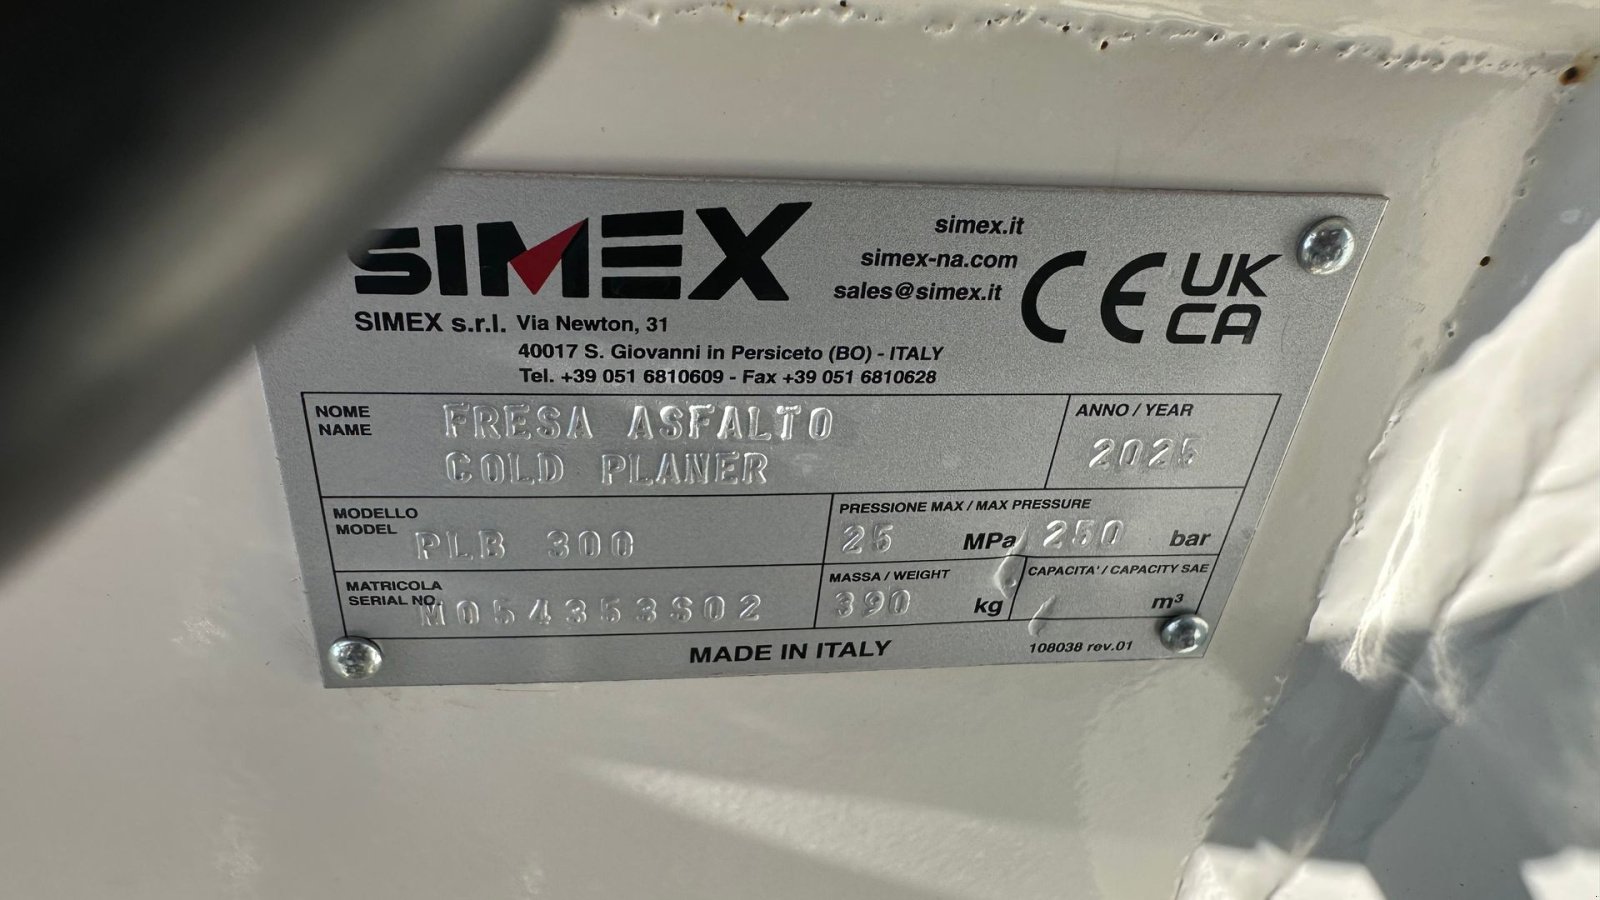 SIMEX
simex.it
simex-na.com
sales@simex.it
CE UK
CA
SIMEX s.r.l. Via Newton, 31
40017 S. Giovanni in Persiceto (BO) - ITALY
Tel. +39 051 6810609 - Fax +39 051 6810628
NOME
NAME
FRESA ASFALTO
COLD PLANER
ANNO / YEAR
2025
MODELLO
MODEL
PLB 300
PRESSIONE MAX / MAX PRESSURE
25 MPa 250 bar
MATRICOLA
SERIAL NO.
M054353S02
MASSA / WEIGHT
390 kg
CAPACITA' / CAPACITY SAE
/ m³
MADE IN ITALY
108038 rev.01